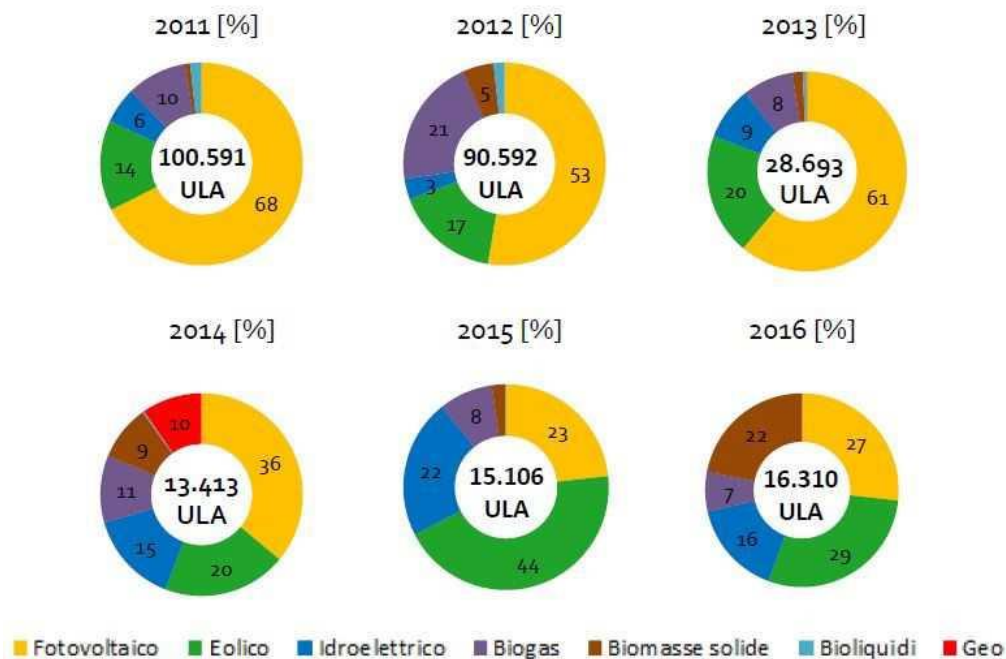 2011 [%] 2012 [%] 2013 [%]
10 6 14 68 100.591 ULA
5 21 3 17 53 90.592 ULA
8 9 20 61 28.693 ULA
2014 [%] 2015 [%] 2016 [%]
10 9 11 15 20 36 13.413 ULA
8 22 44 23 15.106 ULA
22 7 16 29 27 16.310 ULA
Fotovoltaico Eolico Idroelettrico Biogas Biomasse solide Bioliquidi Geo